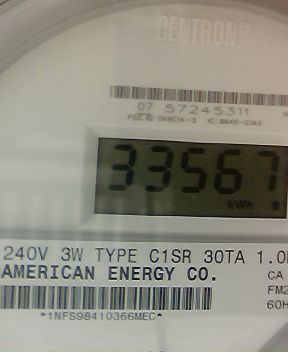 CENTRON®
07 57245311
33567
kWh
240V 3W TYPE C1SR 30TA 1.0
AMERICAN ENERGY CO.
CA
FM2
60H
*1NFS98410366MEC*